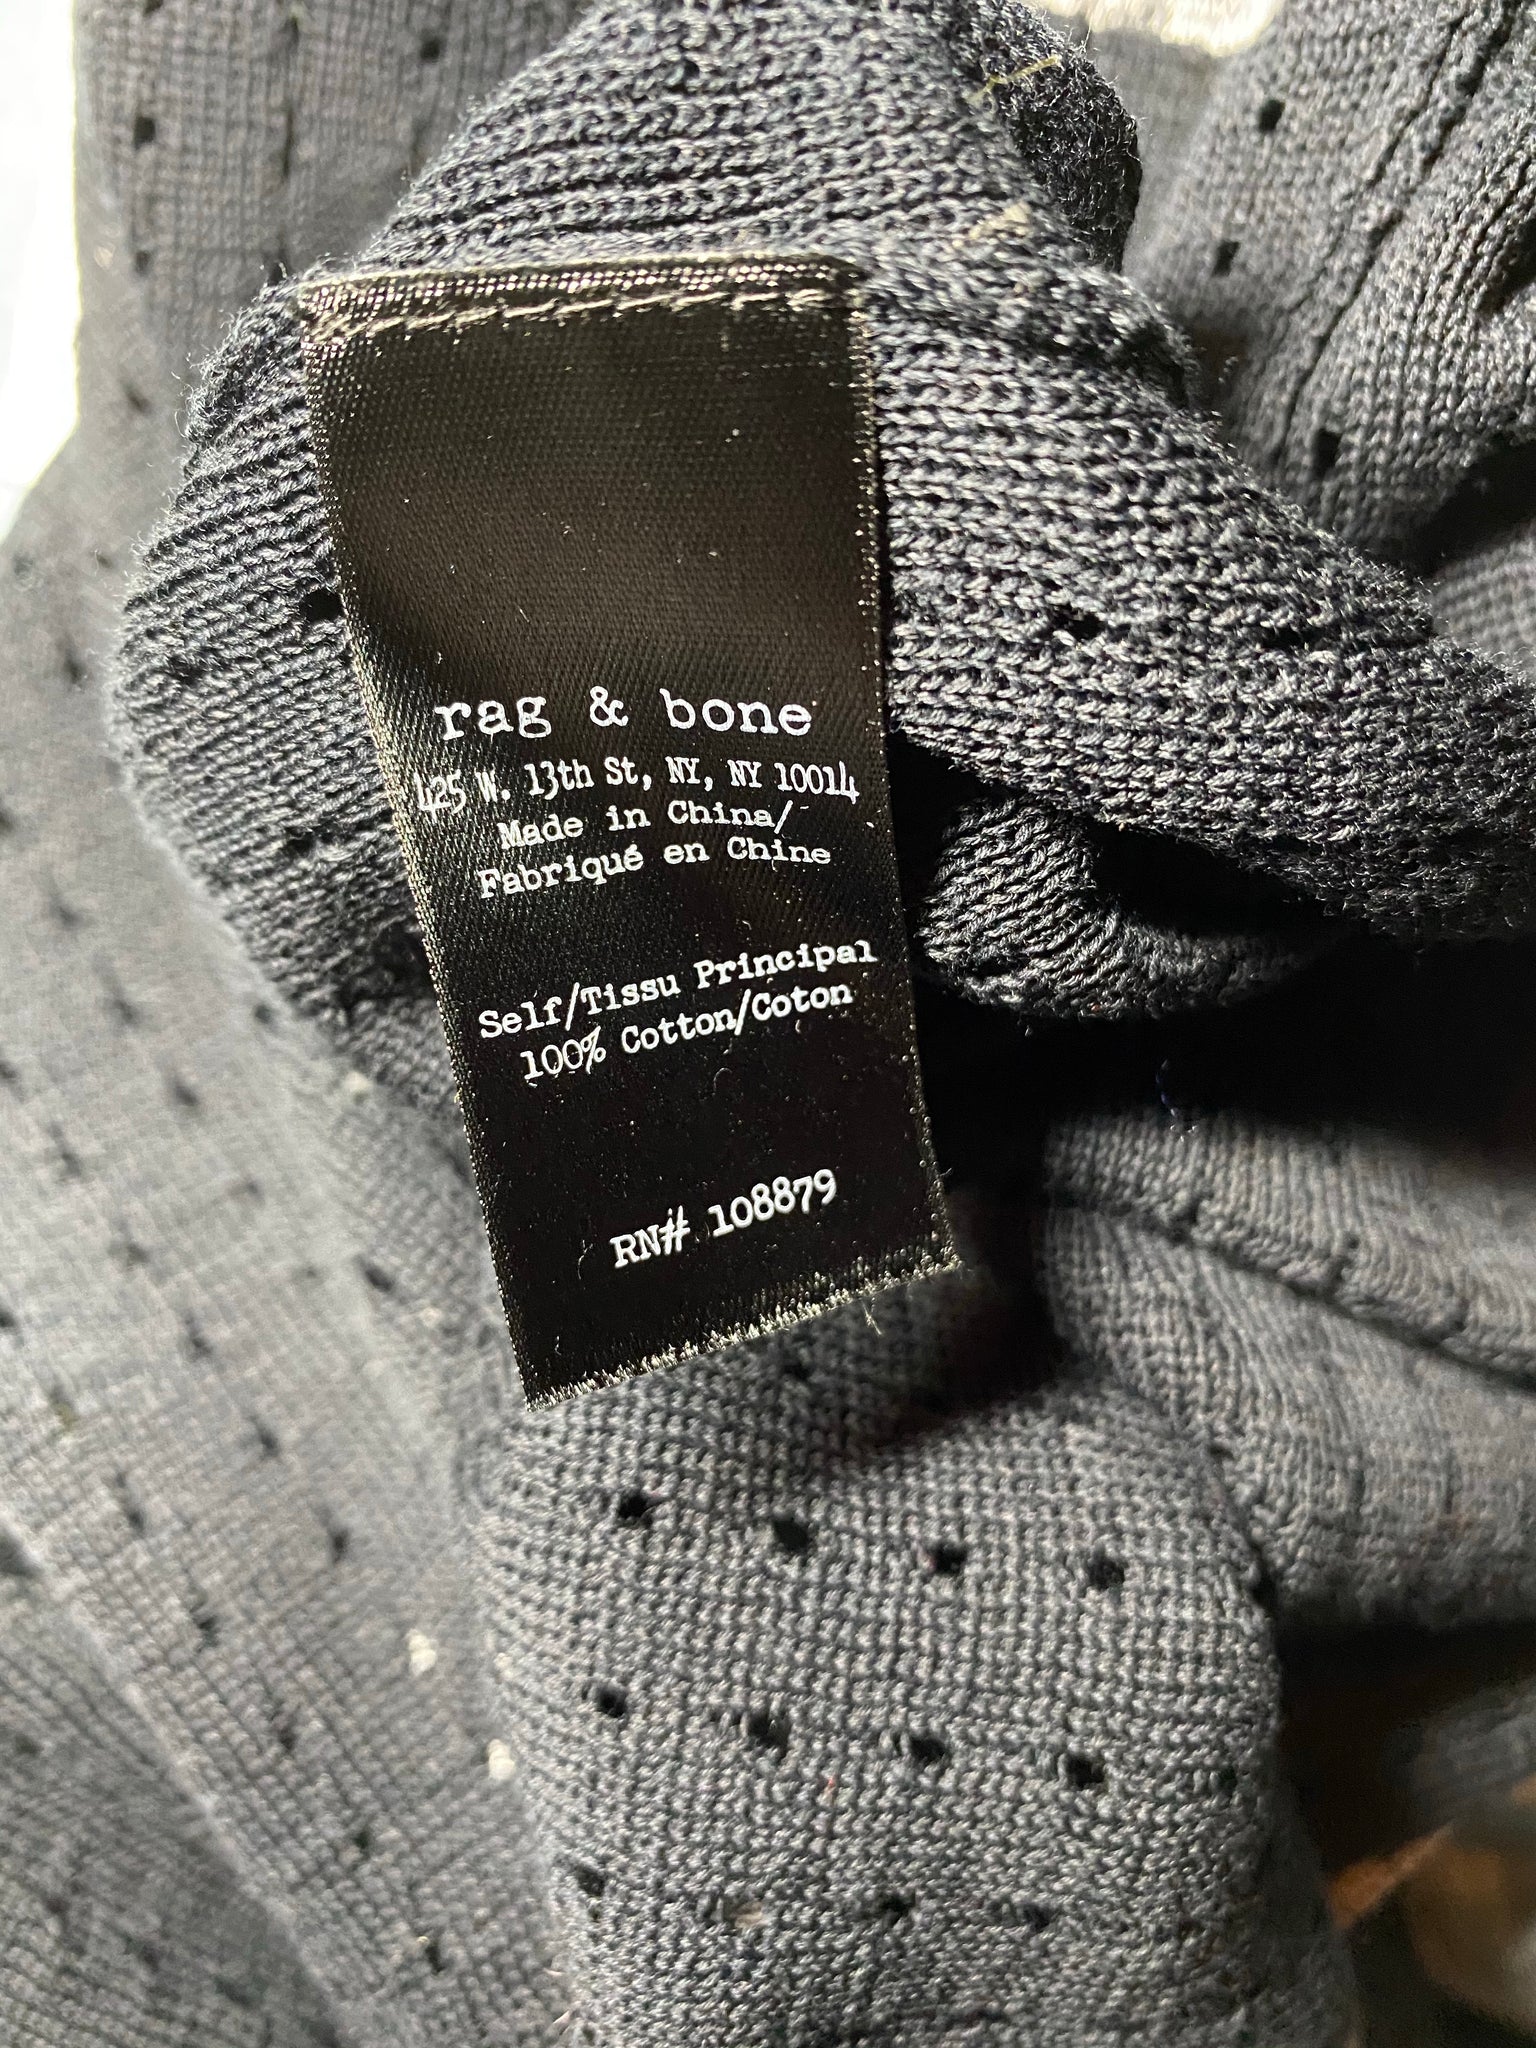 rag & bone
425 W. 13th St, NY, NY 10014
Made in China/
Fabriqué en Chine
Self/Tissu Principal
100% Cotton/Coton
RN# 108879